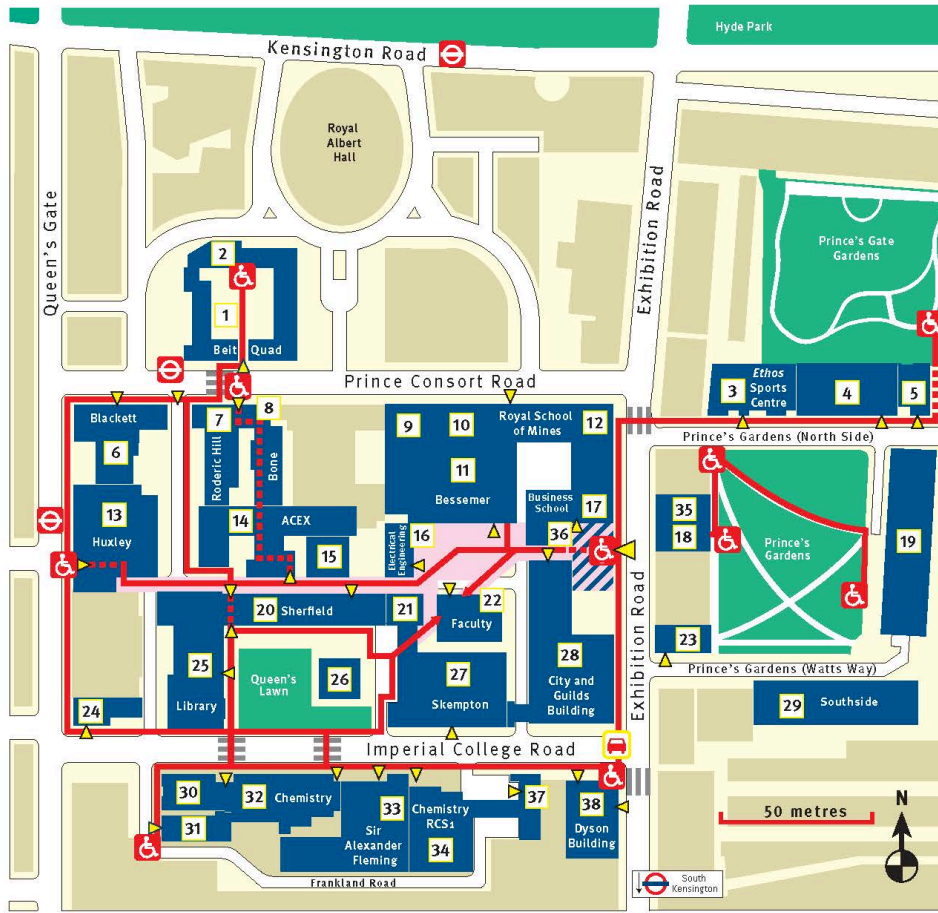 Hyde Park
Kensington Road
Royal
Albert
Hall
Queen's Gate
Exhibition Road
Prince's Gate
Gardens
2
1
Beit Quad
Prince Consort Road
3
Ethos
Sports
Centre
4
5
Prince's Gardens (North Side)
Blackett
6
7
8
Roderic Hill
Bone
9
10
Royal School
of Mines
12
11
Bessemer
Business
School
17
13
Huxley
14
ACEX
15
16
Electrical
Engineering
36
35
18
Prince's
Gardens
19
20
Sherfield
21
22
Faculty
23
Prince's Gardens (Watts Way)
24
25
Library
Queen's
Lawn
26
27
Skempton
28
City and
Guilds
Building
Exhibition Road
29
Southside
Imperial College Road
30
31
32
Chemistry
33
Sir
Alexander
Fleming
Chemistry
RCS1
34
37
38
Dyson
Building
Frankland Road
50 metres
N
South
Kensington